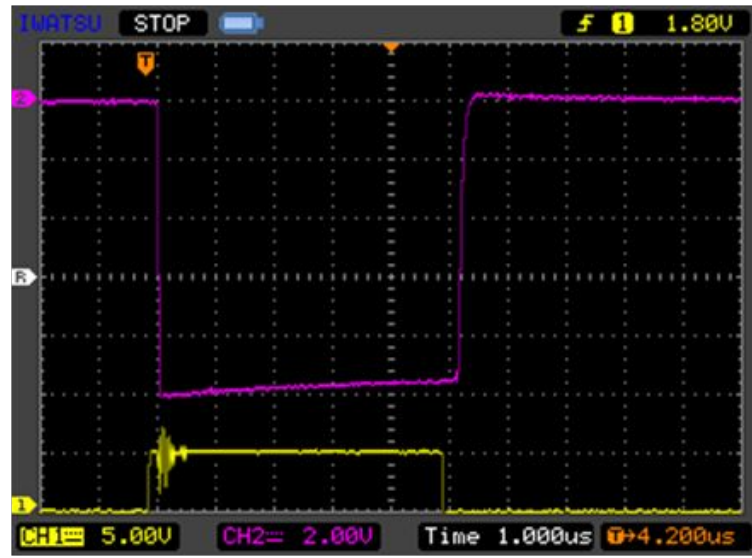 IWATSU STOP 1 1.80V
T
2
R
1
CH1 5.00V CH2 2.00V Time 1.000us T→4.200us